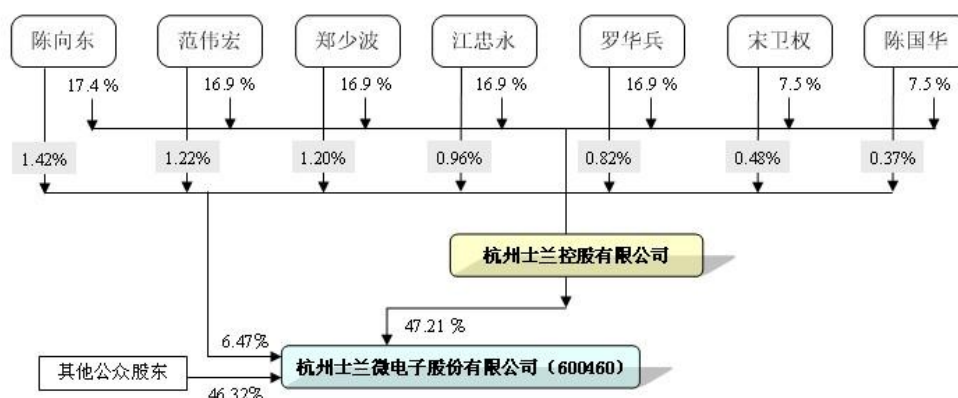 陈向东 范伟宏 郑少波 江忠永 罗华兵 宋卫权 陈国华
17.4 % 16.9 % 16.9 % 16.9 % 16.9 % 7.5 % 7.5 %
1.42% 1.22% 1.20% 0.96% 0.82% 0.48% 0.37%
杭州士兰控股有限公司
47.21 %
6.47%
杭州士兰微电子股份有限公司（600460）
其他公众股东
46.32%